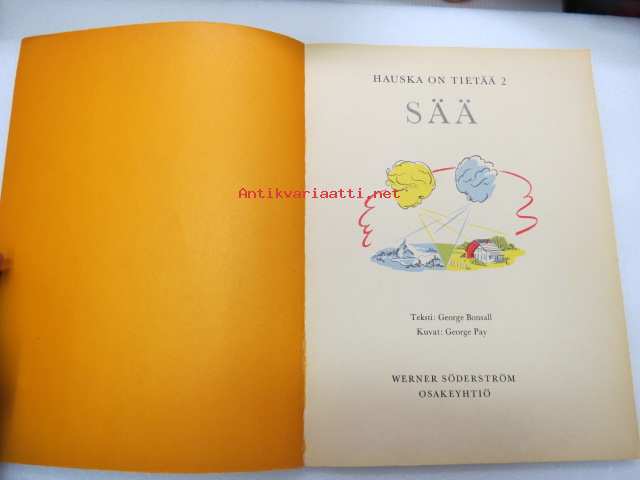 HAUSKA ON TIETÄÄ 2
SÄÄ
Antikvariaatti.net
Teksti: George Bonsall
Kuvat: George Pay
WERNER SÖDERSTRÖM
OSAKEYHTIÖ